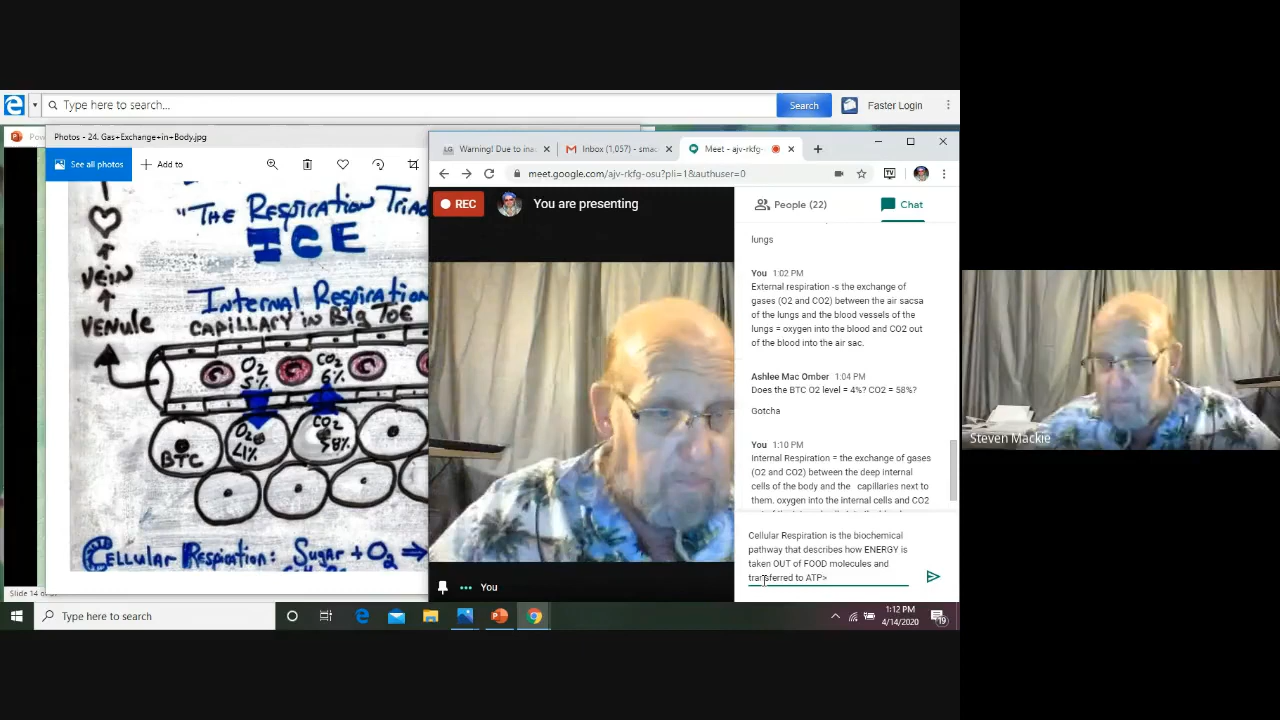 Type here to search...
Search
Faster Login
Photos - 24. Gas+Exchange+in+Body.jpg
See all photos
Add to
"THE RESPIRATION TRIAD
ICE
VEIN
VENULE
INTERNAL RESPIRATION
CAPILLARY IN BIG TOE
O2
5%
CO2
6%
BTC
O2
<1%
CO2
58%
CELLULAR RESPIRATION: SUGAR + O2 ⇒
Slide 14 of
Warning! Due to ina
Inbox (1,057) - smac
Meet - ajv-rkfg-
meet.google.com/ajv-rkfg-osu?pli=1&authuser=0
TV
REC
You are presenting
People (22)
Chat
lungs
You 1:02 PM
External respiration -s the exchange of
gases (O2 and CO2) between the air sacsa
of the lungs and the blood vessels of the
lungs = oxygen into the blood and CO2 out
of the blood into the air sac.
Ashlee Mac Omber 1:04 PM
Does the BTC O2 level = 4%? CO2 = 58%?
Gotcha
You 1:10 PM
Internal Respiration = the exchange of gases
(O2 and CO2) between the deep internal
cells of the body and the capillaries next to
them. oxygen into the internal cells and CO2
Cellular Respiration is the biochemical
pathway that describes how ENERGY is
taken OUT of FOOD molecules and
transferred to ATP>
You
Steven Mackie
Type here to search
1:12 PM
4/14/2020
19